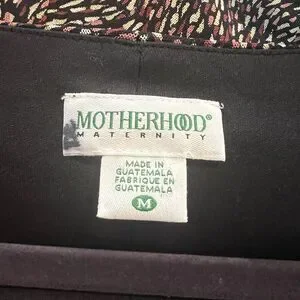 MOTHERHOOD®
MATERNITY
MADE IN
GUATEMALA
FABRIQUE EN
GUATEMALA
M